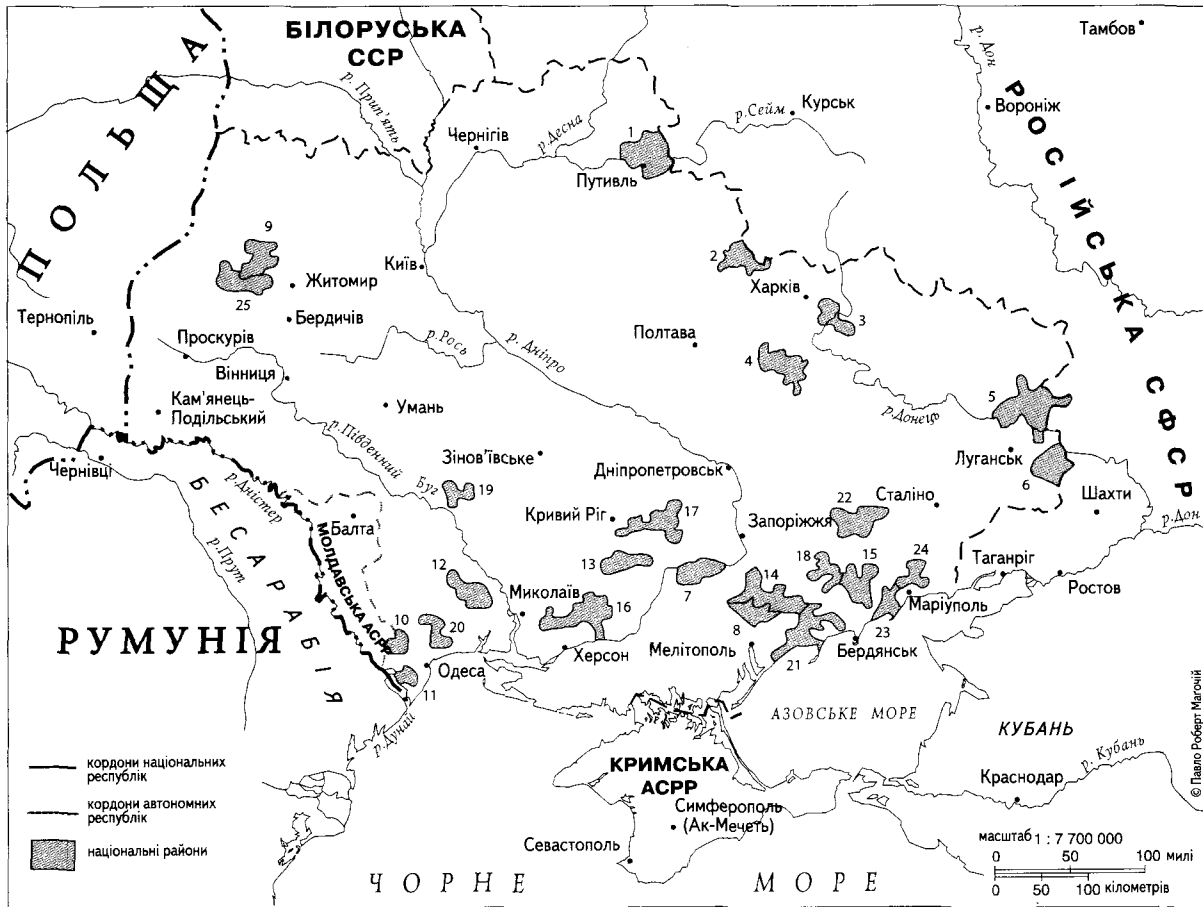 БІЛОРУСЬКА
ССР
Тамбов
р. Дон
ПОЛЬЩА
р. Прип'ять
Вороніж
РОСІЙСЬКА СФСР
Курськ
р.Сейм
р.Десна
Чернігів
1
Путивль
9
2
Київ
Житомир
25
Харків
3
Тернопіль
Бердичів
Полтава
Проскурів
р.Рось
р. Дніпро
4
Вінниця
Кам'янець-
Подільський
Умань
5
р.Донець
р.Південний Буг
Зінов'ївське
Луганськ
Чернівці
Дніпропетровськ
6
19
22
Сталіно
Шахти
р.Дністер
БЕСАРАБІЯ
Балта
Кривий Ріг
17
Запоріжжя
р.Дон
р.Прут
МОЛДАВСЬКА АСРР
13
18
15
24
Таганріг
12
14
Ростов
Миколаїв
16
7
Маріуполь
10
20
8
23
РУМУНІЯ
Одеса
Херсон
Мелітополь
21
Бердянськ
11
АЗОВСЬКЕ МОРЕ
КУБАНЬ
р.Дунай
р. Кубань
КРИМСЬКА
АСРР
Краснодар
Симферополь
(Ак-Мечеть)
Севастополь
кордони національних
республік
кордони автономних
республік
національні райони
масштаб 1 : 7 700 000
0 50 100 милі
0 50 100 кілометрів
ЧОРНЕ МОРЕ
© Павло Роберт Магочій